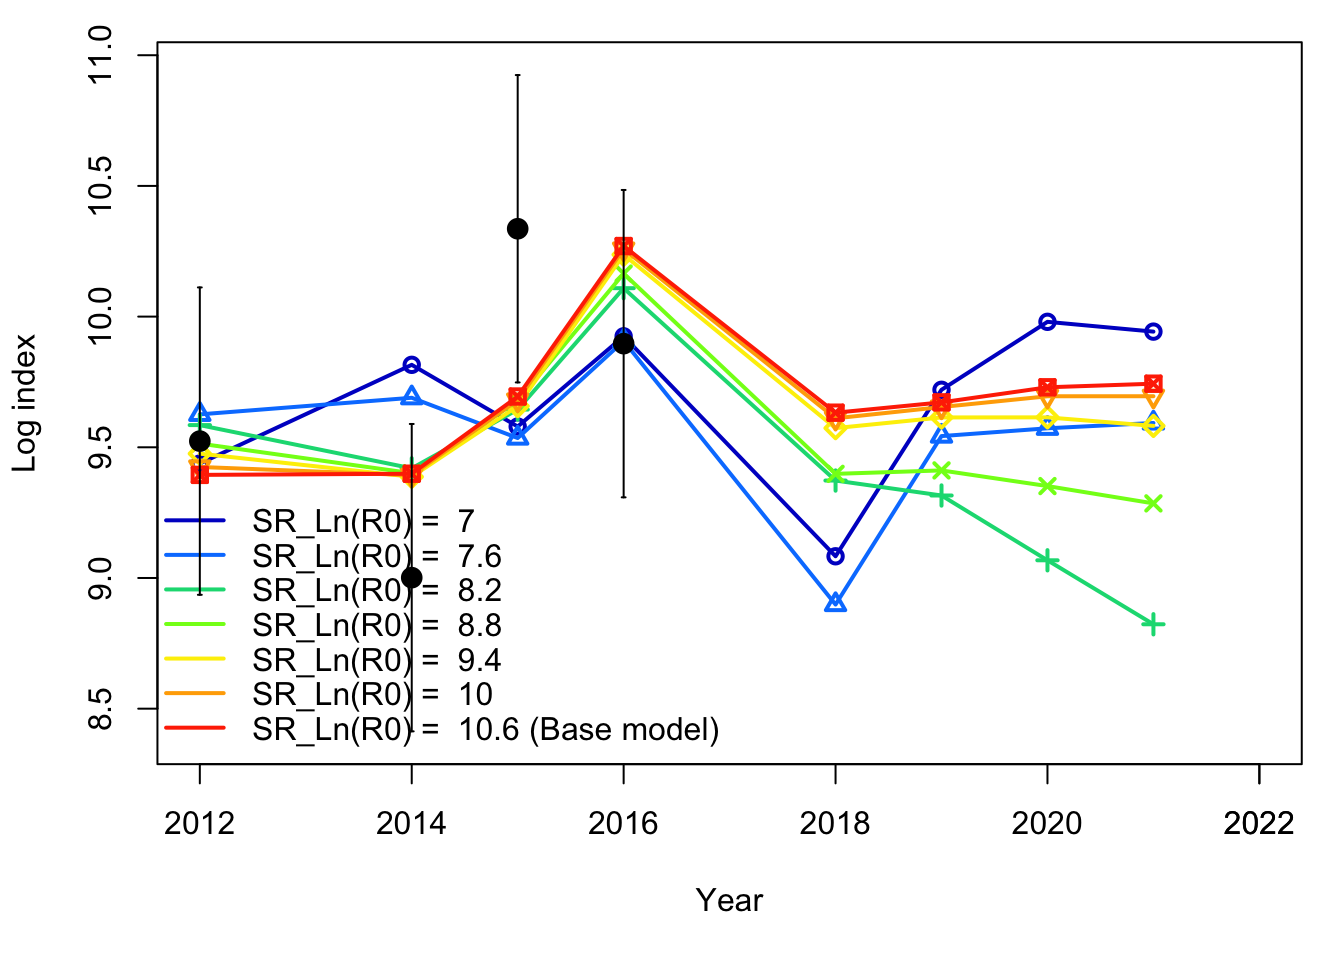 11.0
10.5
10.0
9.5
9.0
8.5
Log index
SR_Ln(R0) = 7
SR_Ln(R0) = 7.6
SR_Ln(R0) = 8.2
SR_Ln(R0) = 8.8
SR_Ln(R0) = 9.4
SR_Ln(R0) = 10
SR_Ln(R0) = 10.6 (Base model)
2012 2014 2016 2018 2020 2022
Year